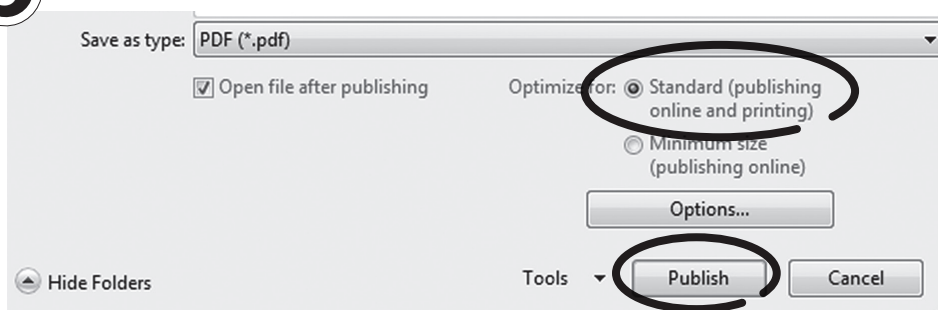 Save as type: PDF (*.pdf)
Open file after publishing Optimize for: Standard (publishing
online and printing)
Minimum size
(publishing online)
Options...
Hide Folders Tools Publish Cancel